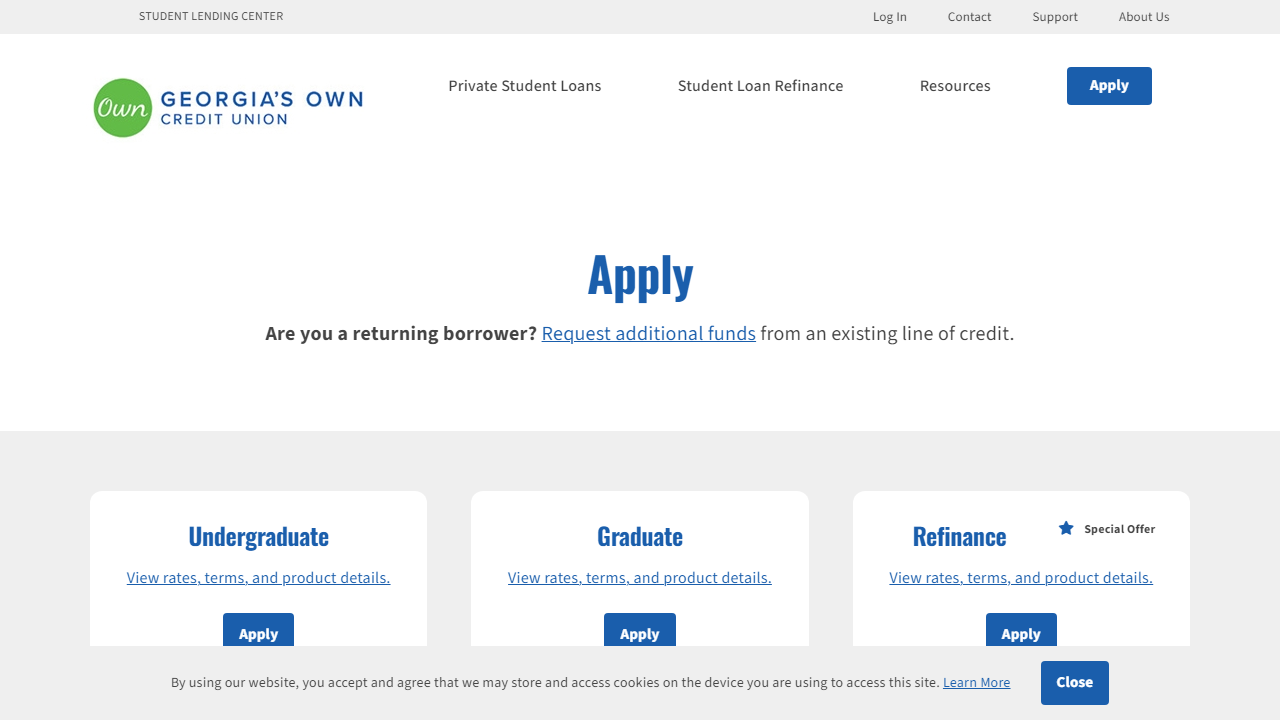 STUDENT LENDING CENTER
Log In
Contact
Support
About Us
Own
GEORGIA'S OWN
CREDIT UNION
Private Student Loans
Student Loan Refinance
Resources
Apply
Apply
Are you a returning borrower? Request additional funds from an existing line of credit.
Undergraduate
View rates, terms, and product details.
Apply
Graduate
View rates, terms, and product details.
Apply
Refinance
Special Offer
View rates, terms, and product details.
Apply
By using our website, you accept and agree that we may store and access cookies on the device you are using to access this site. Learn More
Close